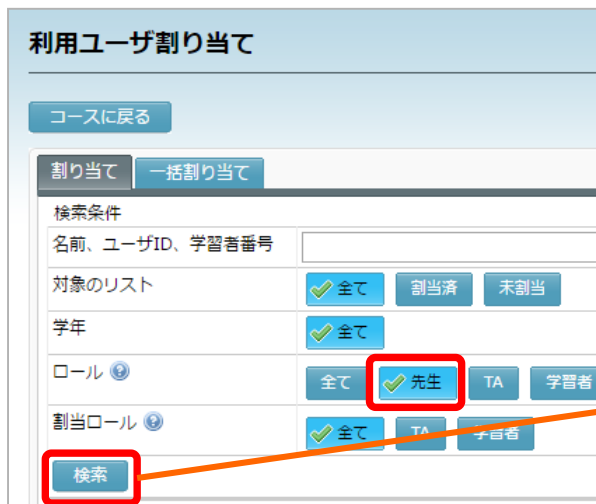 利用ユーザ割り当て
コースに戻る
割り当て 一括割り当て
検索条件
名前、ユーザID、学習者番号
対象のリスト 全て 割当済 未割当
学年 全て
ロール 全て 先生 TA 学習者
割当ロール 全て TA 学習者
検索